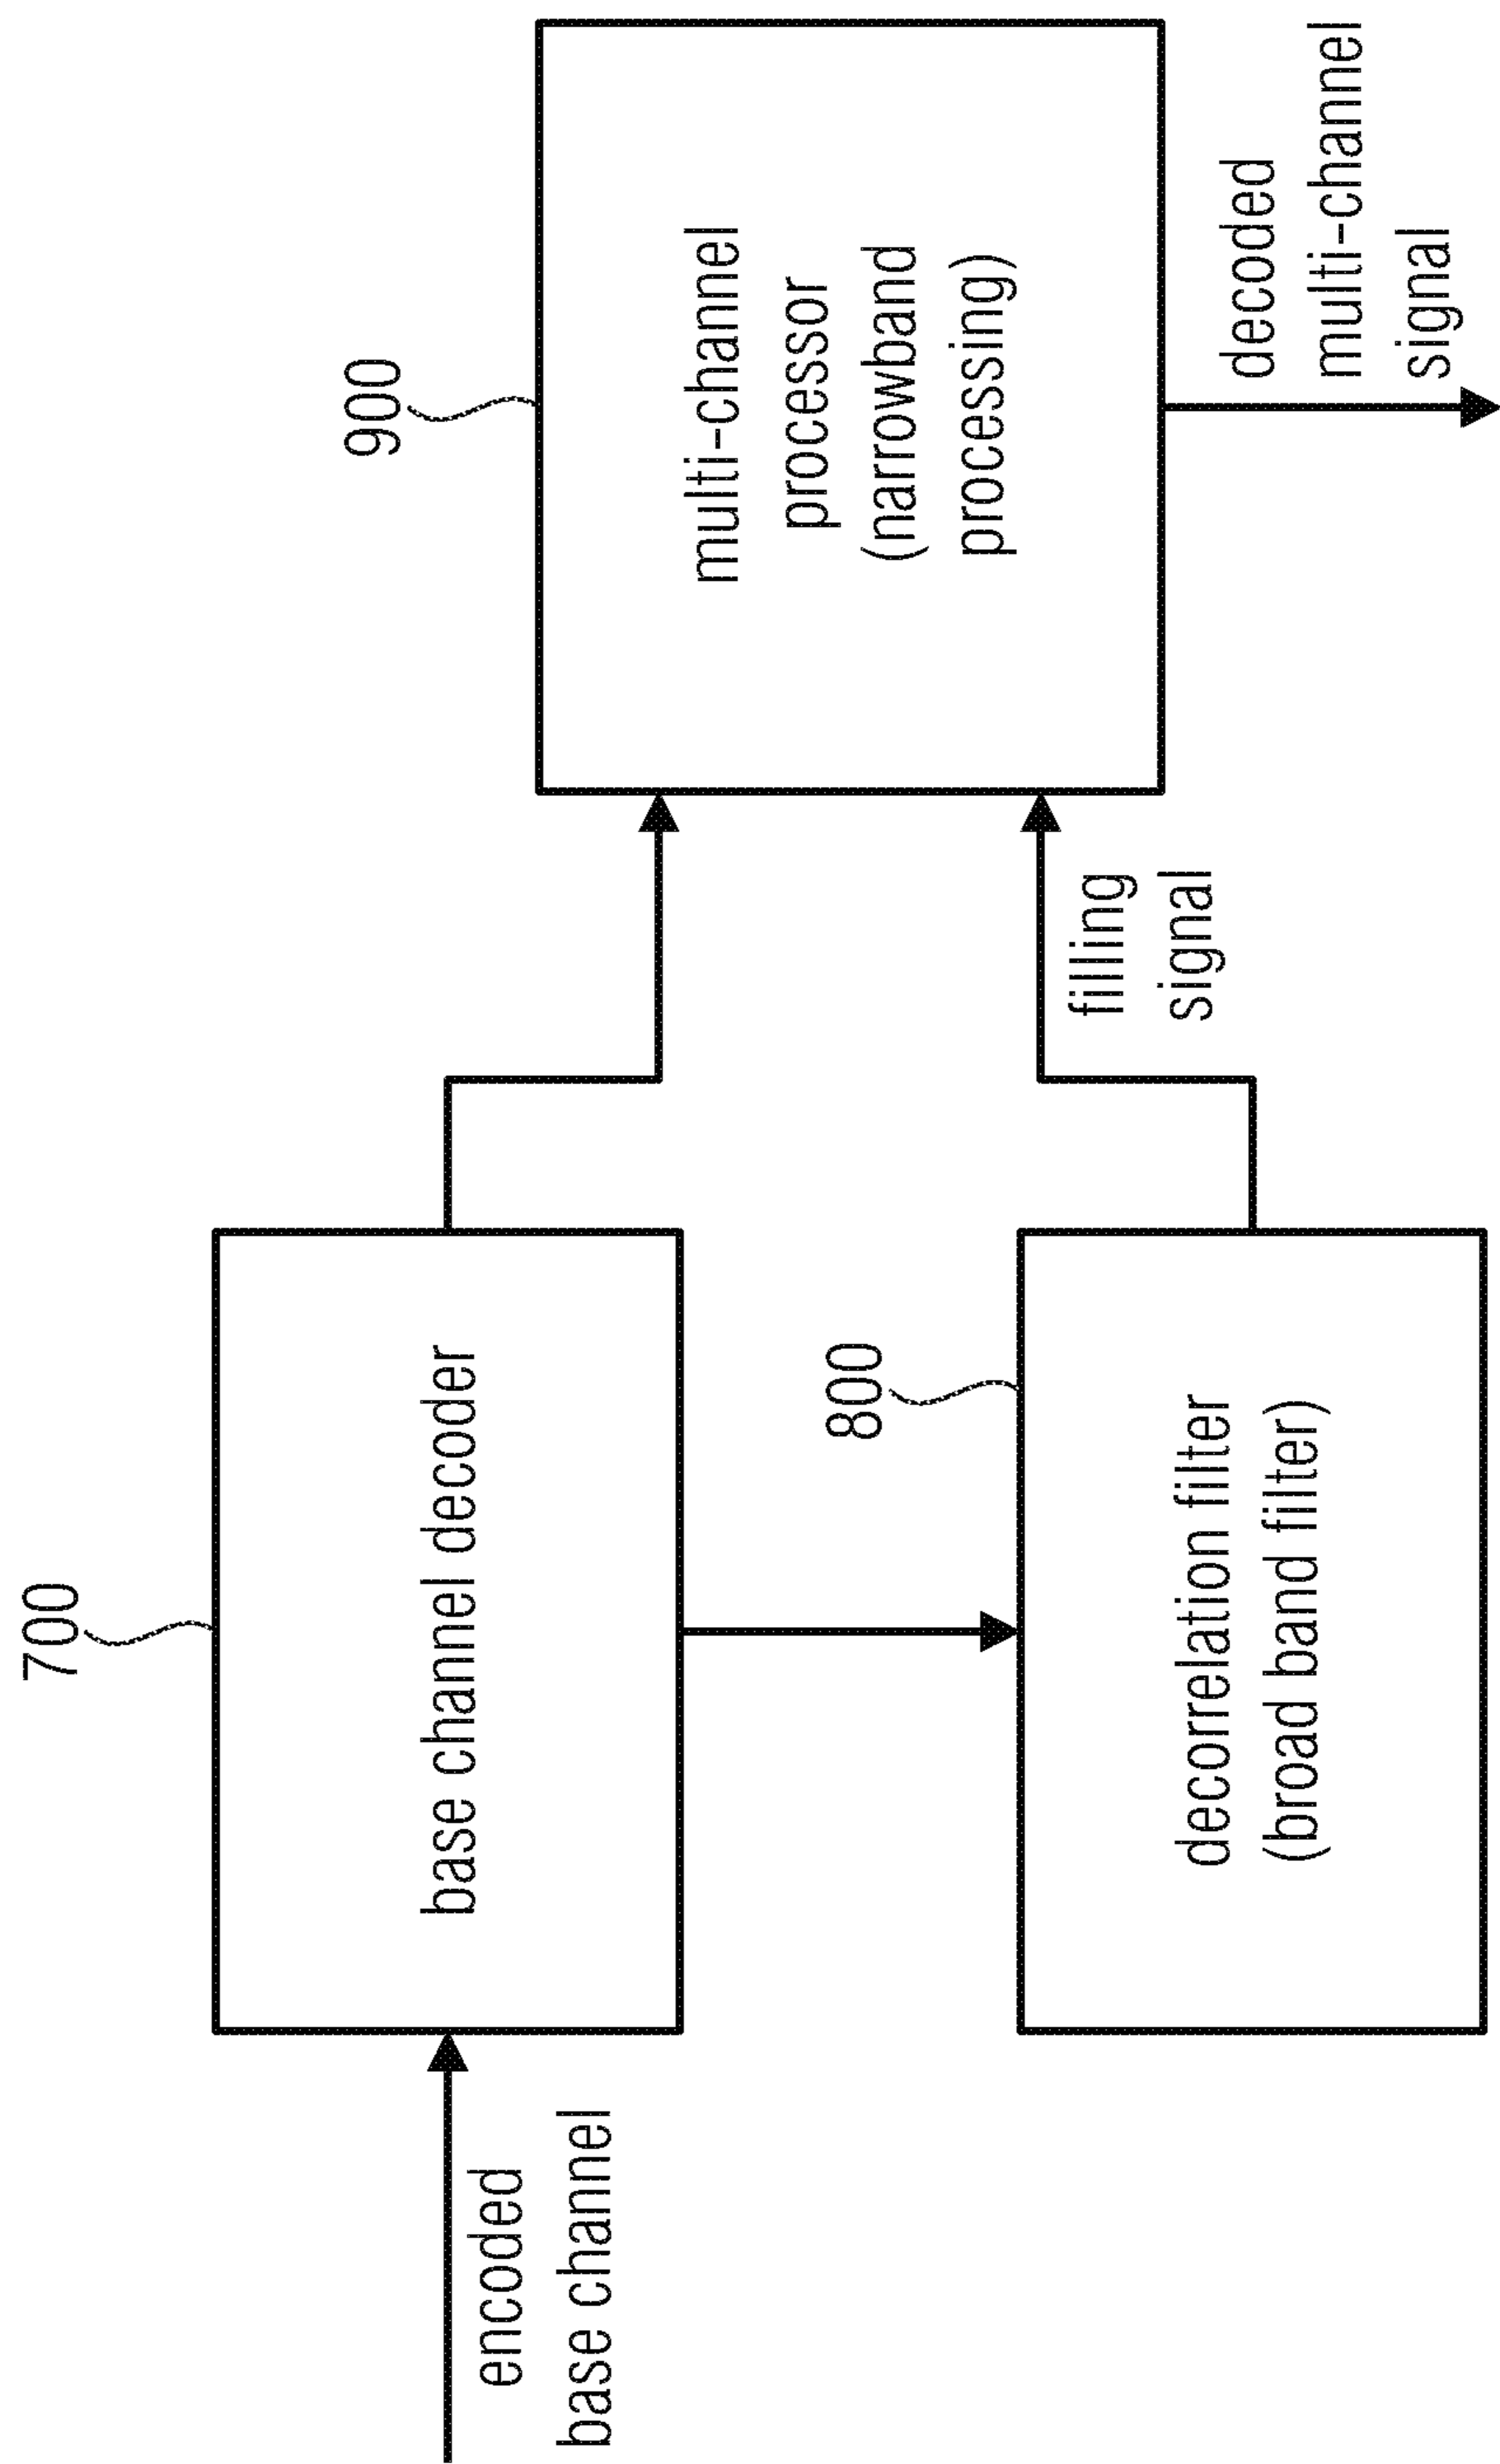 700
base channel decoder
encoded
base channel
800
decorrelation filter
(broad band filter)
filling
signal
900
multi-channel
processor
(narrowband
processing)
decoded
multi-channel
signal